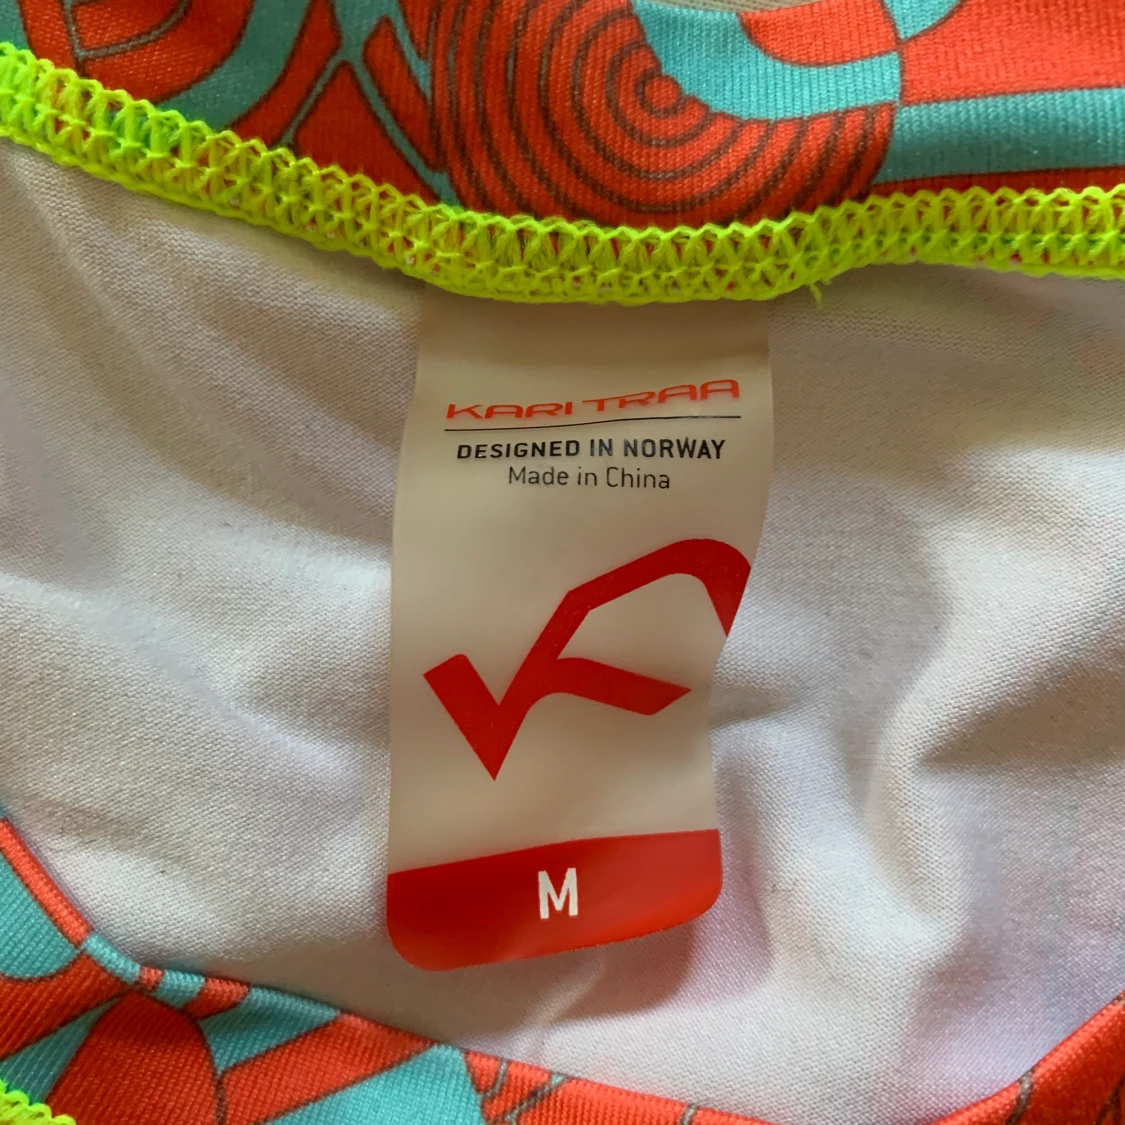 KARI TRAA
DESIGNED IN NORWAY
Made in China
M